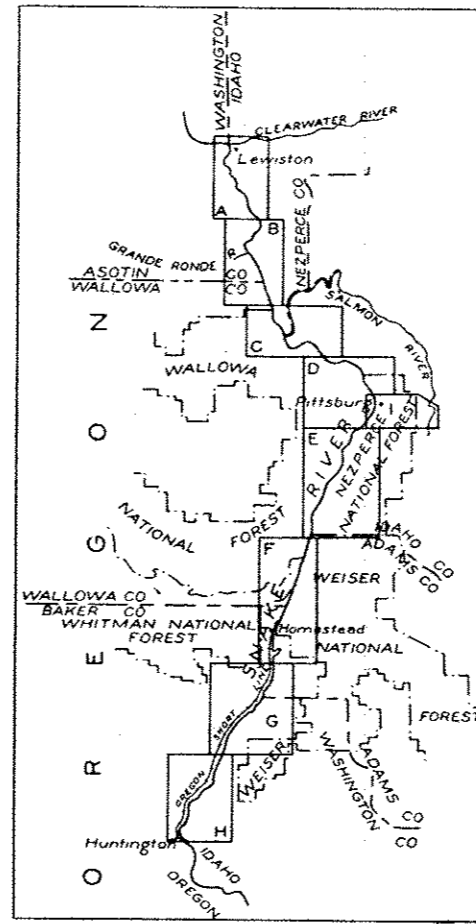 WASHINGTON
IDAHO
CLEARWATER RIVER
Lewiston
A
B
GRANDE RONDE R.
NEZPERCE CO
ASOTIN CO
WALLOWA CO
SALMON RIVER
C
WALLOWA
D
Pittsburg
E
NEZPERCE
NATIONAL FOREST
SNAKE RIVER
NATIONAL
FOREST
IDAHO CO
ADAMS CO
F
WEISER
WALLOWA CO
BAKER CO
WHITMAN NATIONAL
FOREST
Homestead
NATIONAL
FOREST
OREGON SHORT LINE
G
WEISER
ADAMS CO
WASHINGTON CO
H
Huntington
IDAHO
OREGON
OREGON